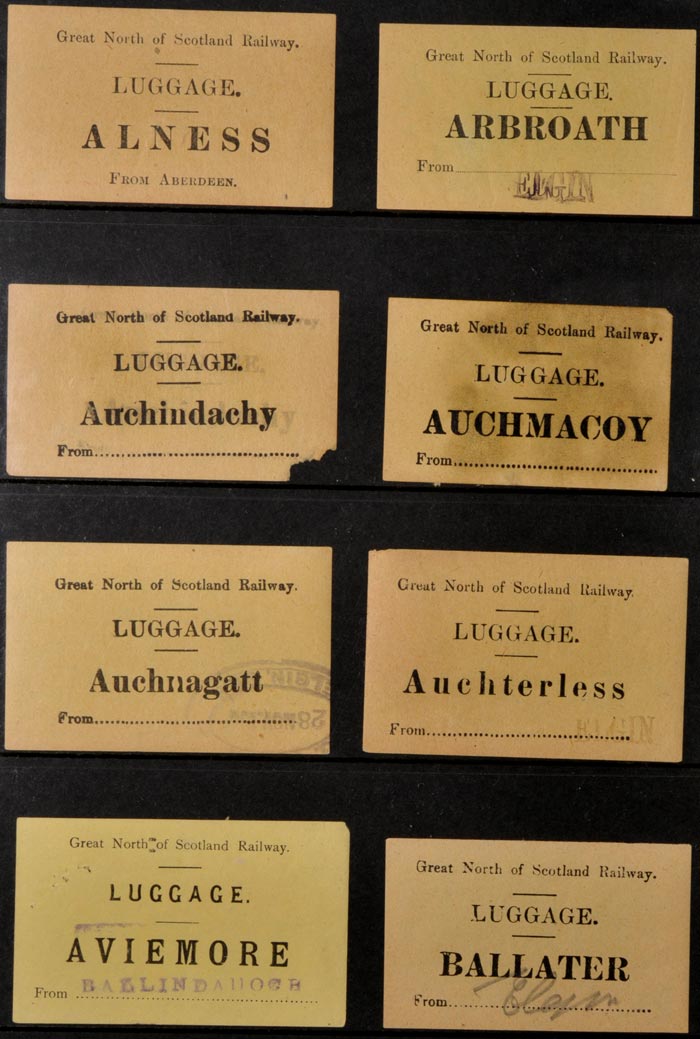 Great North of Scotland Railway.
LUGGAGE.
ALNESS
FROM ABERDEEN.
Great North of Scotland Railway.
LUGGAGE.
ARBROATH
From
ELGIN
Great North of Scotland Railway.
LUGGAGE.
Auchindachy
From
Great North of Scotland Railway.
LUGGAGE.
AUCHMACOY
From
Great North of Scotland Railway.
LUGGAGE.
Auchnagatt
From
ELGIN
28
Great North of Scotland Railway.
LUGGAGE.
Auchterless
From
Great North of Scotland Railway.
LUGGAGE.
AVIEMORE
From BALLINDALLOCH
Great North of Scotland Railway.
LUGGAGE.
BALLATER
From Elgin